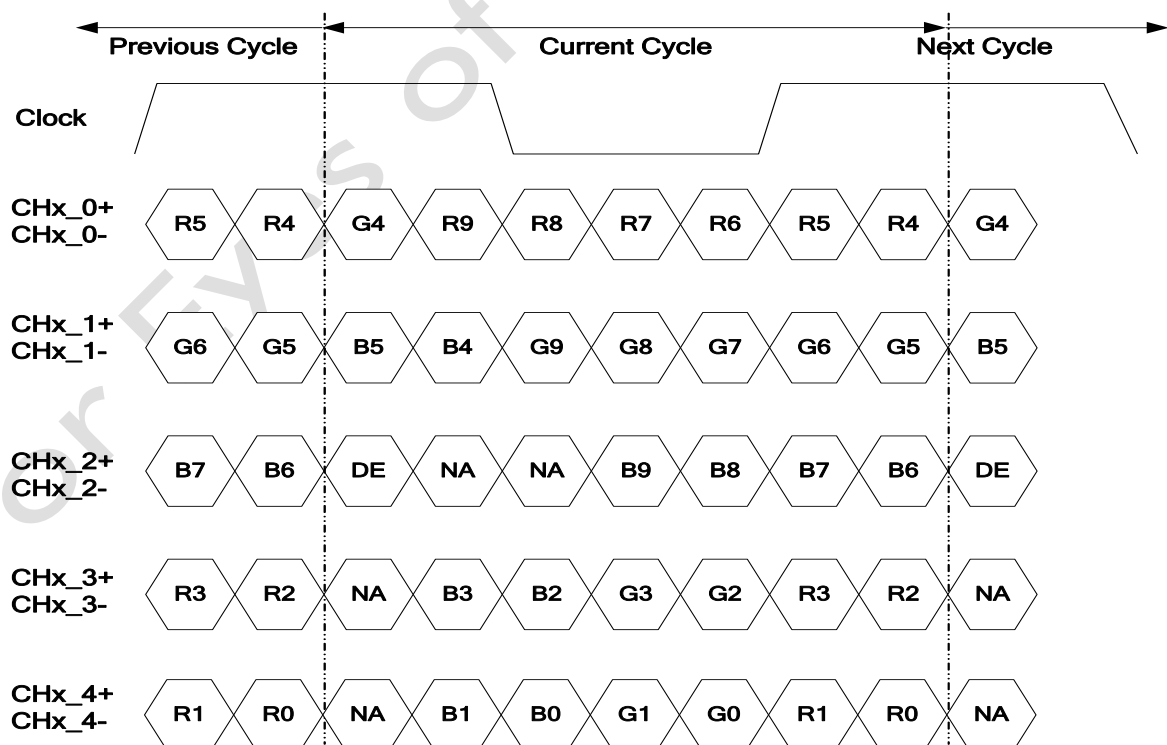 Previous Cycle Current Cycle Next Cycle
Clock
CHx_0+
CHx_0-
R5 R4 G4 R9 R8 R7 R6 R5 R4 G4
CHx_1+
CHx_1-
G6 G5 B5 B4 G9 G8 G7 G6 G5 B5
CHx_2+
CHx_2-
B7 B6 DE NA NA B9 B8 B7 B6 DE
CHx_3+
CHx_3-
R3 R2 NA B3 B2 G3 G2 R3 R2 NA
CHx_4+
CHx_4-
R1 R0 NA B1 B0 G1 G0 R1 R0 NA
or Eyes of